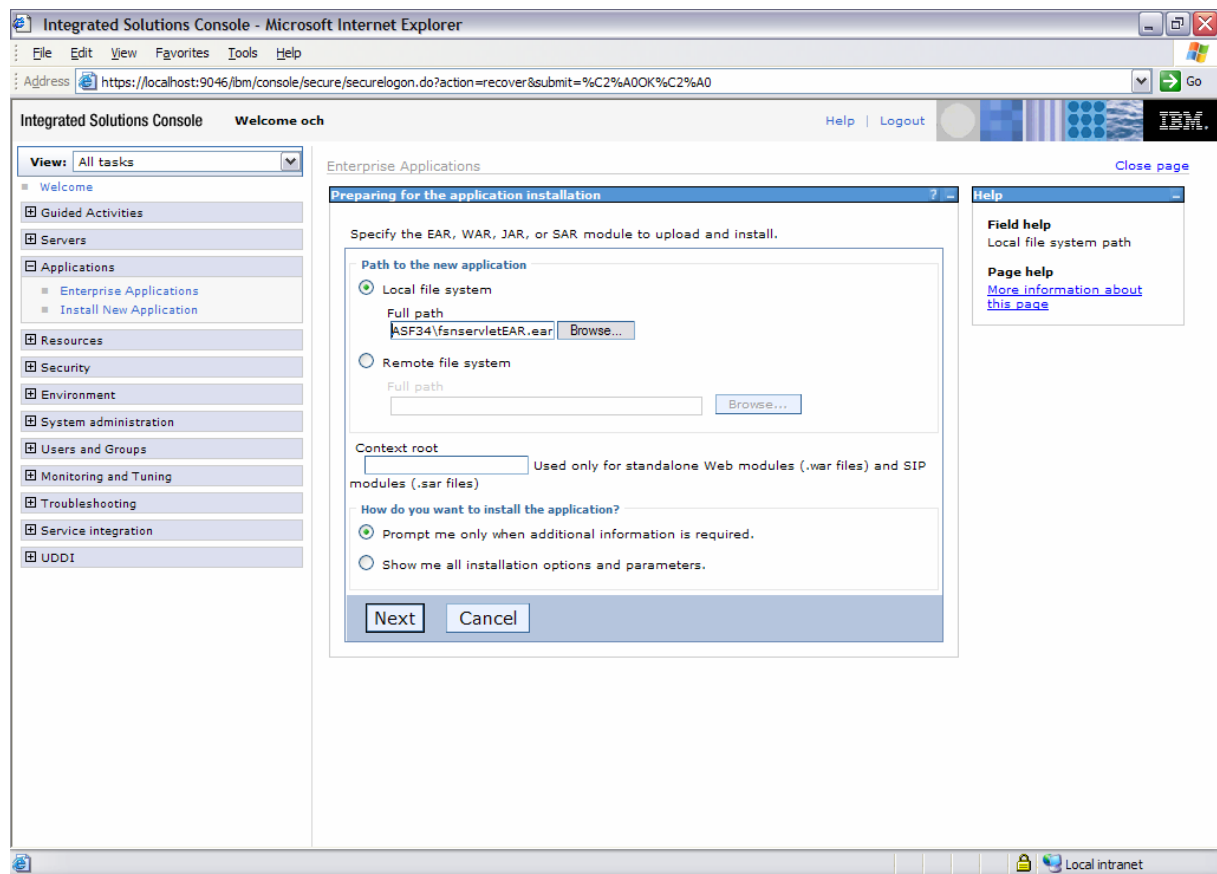 Integrated Solutions Console - Microsoft Internet Explorer
File Edit View Favorites Tools Help
Address https://localhost:9046/ibm/console/secure/securelogon.do?action=recover&submit=%C2%A0OK%C2%A0 Go
Integrated Solutions Console Welcome och Help | Logout IBM.
View: All tasks
Welcome
Guided Activities
Servers
Applications
Enterprise Applications
Install New Application
Resources
Security
Environment
System administration
Users and Groups
Monitoring and Tuning
Troubleshooting
Service integration
UDDI
Enterprise Applications Close page
Preparing for the application installation ? -
Specify the EAR, WAR, JAR, or SAR module to upload and install.
Path to the new application
Local file system
Full path
ASF34\fsnservletEAR.ear Browse...
Remote file system
Full path
Browse...
Context root
Used only for standalone Web modules (.war files) and SIP
modules (.sar files)
How do you want to install the application?
Prompt me only when additional information is required.
Show me all installation options and parameters.
Next Cancel
Help -
Field help
Local file system path
Page help
More information about
this page
Local intranet